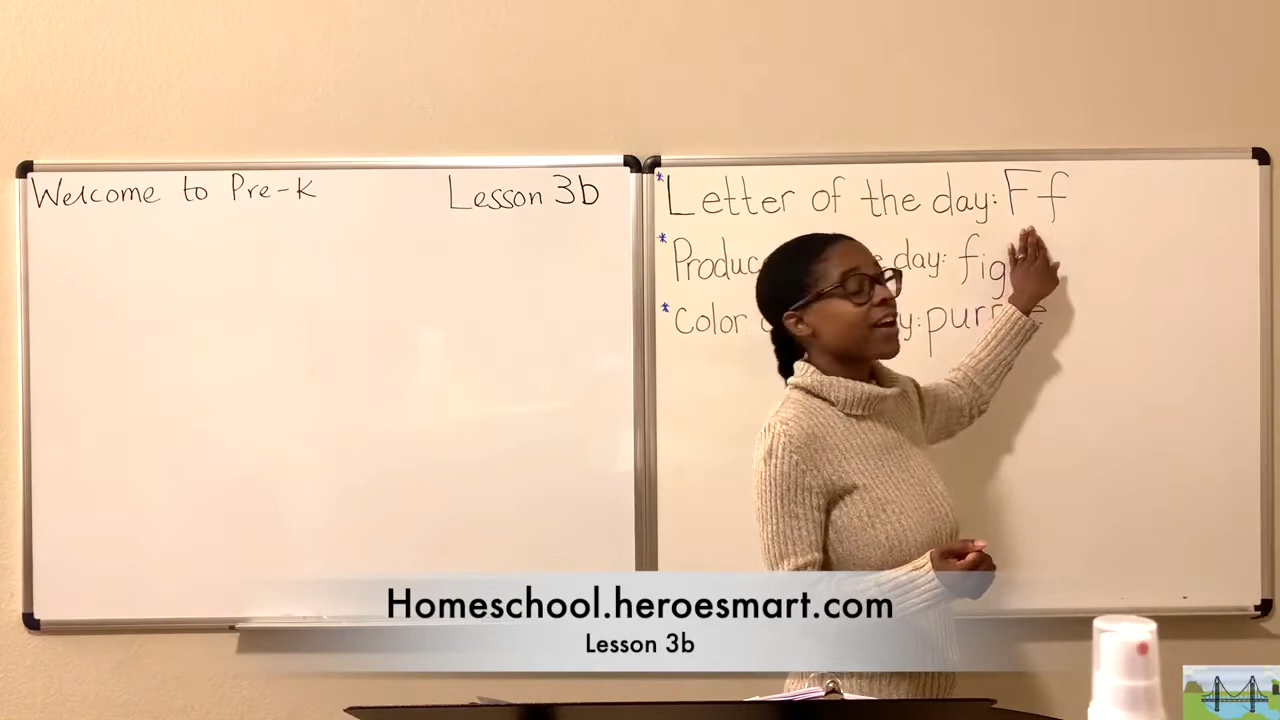 Welcome to Pre-K
Lesson 3b
*Letter of the day: Ff
*Produc day: fig
*Color y: purple
Homeschool.heroesmart.com
Lesson 3b